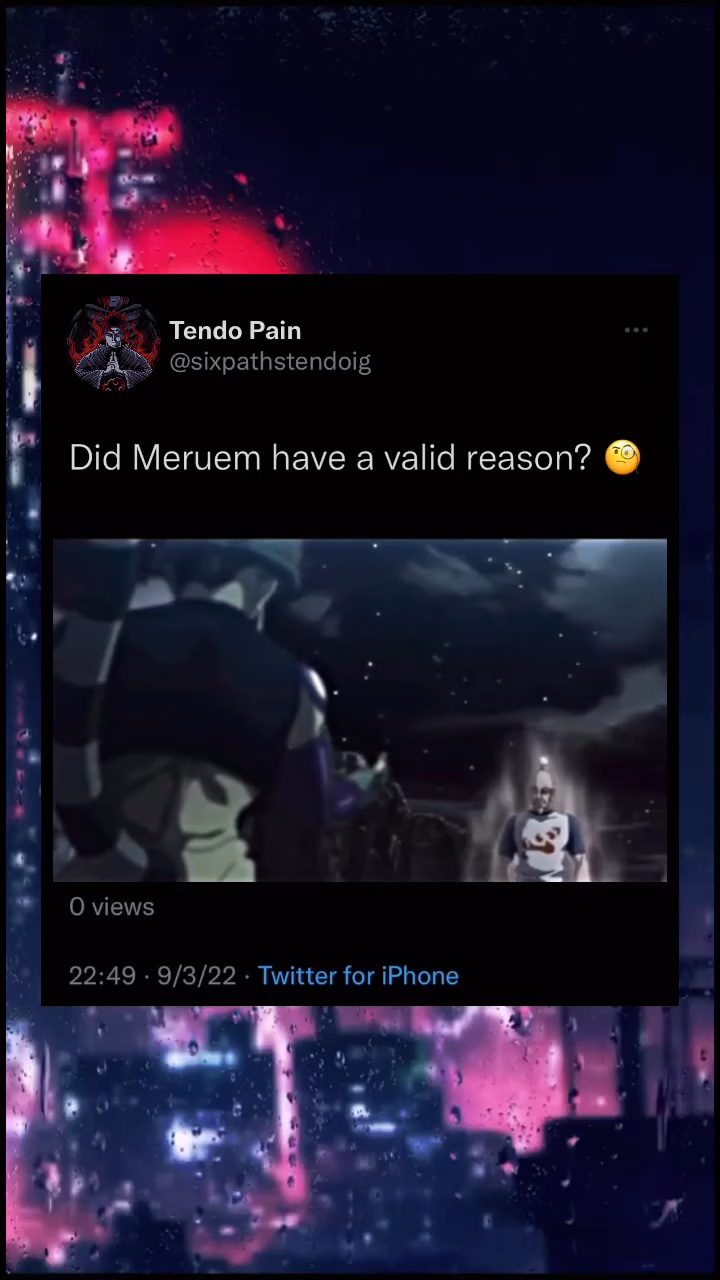 Tendo Pain
@sixpathstendoig
Did Meruem have a valid reason? 🧐
0 views
22:49 · 9/3/22 · Twitter for iPhone